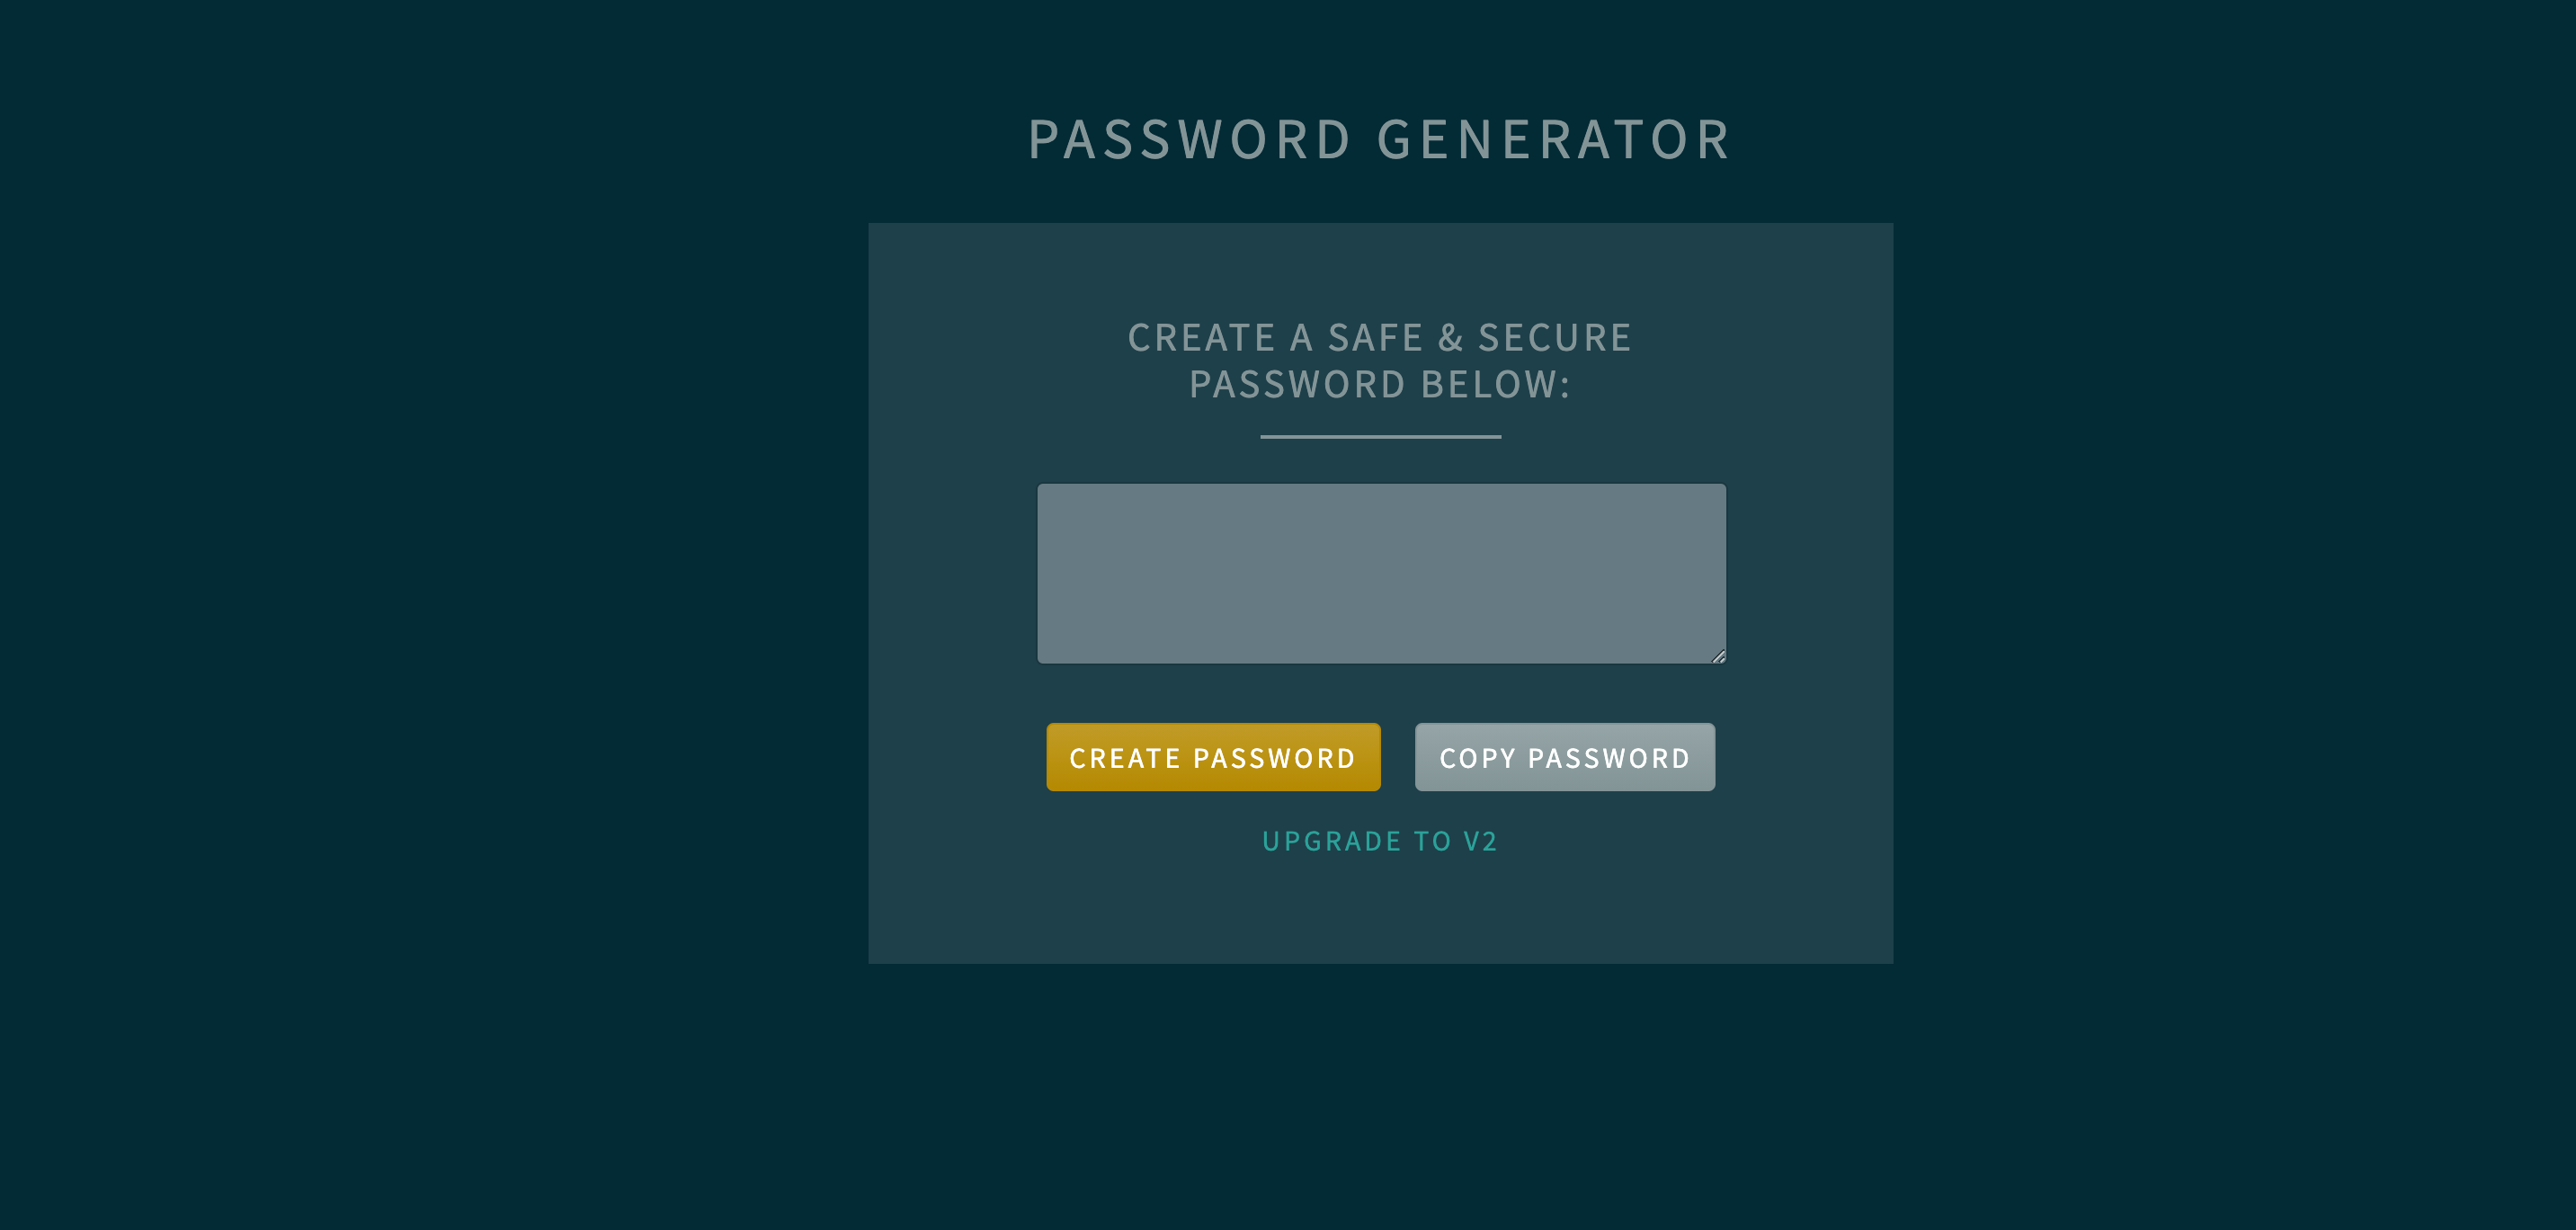 PASSWORD GENERATOR
CREATE A SAFE & SECURE
PASSWORD BELOW:
CREATE PASSWORD
COPY PASSWORD
UPGRADE TO V2